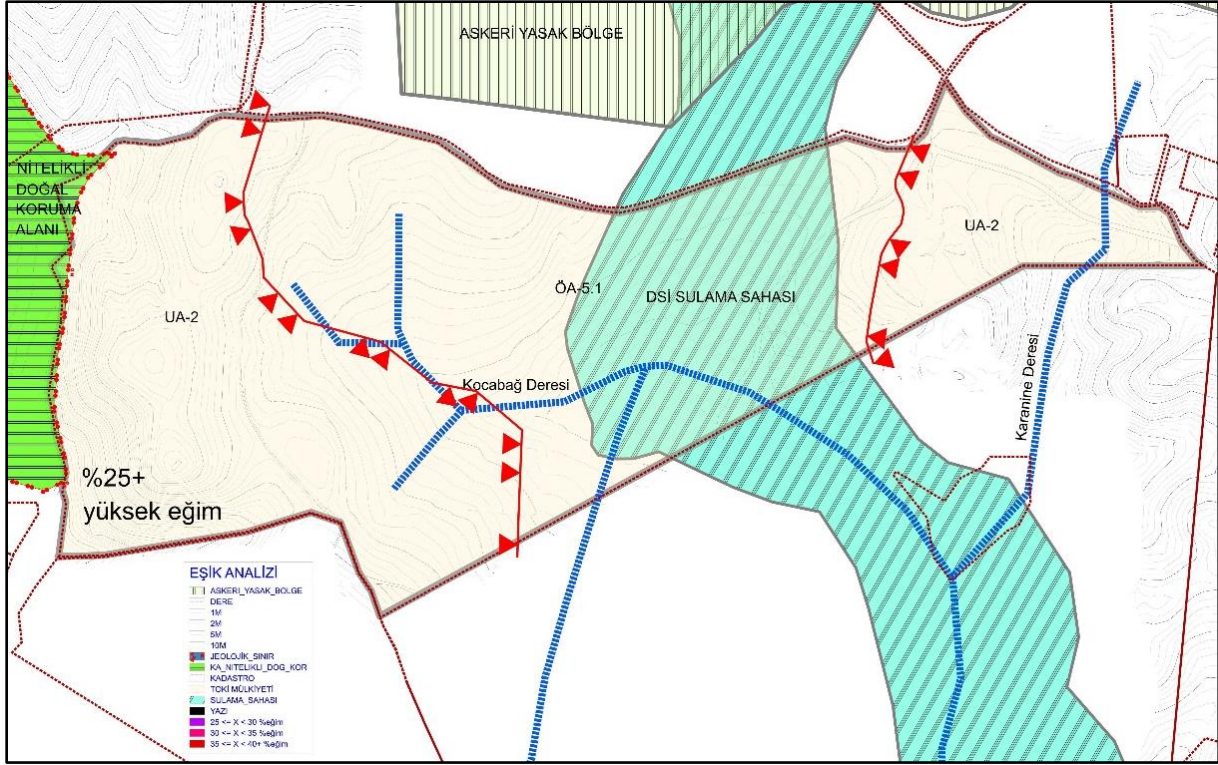 ASKERİ YASAK BÖLGE
NİTELİKLİ
DOĞAL
KORUMA
ALANI
UA-2
UA-2
ÖA-5.1
DSİ SULAMA SAHASI
Kocabağ Deresi
Karanine Deresi
%25+
yüksek eğim
EŞİK ANALİZİ
ASKERI_YASAK_BOLGE
DERE
1M
2M
5M
10M
JEOLOJİK_SINIR
KA_NITELIKLI_DOG_KOR
KADASTRO
TOKİ MÜLKİYETİ
SULAMA_SAHASI
YAZI
25 <= X < 30 %eğim
30 <= X < 35 %eğim
35 <= X < 40+ %eğim